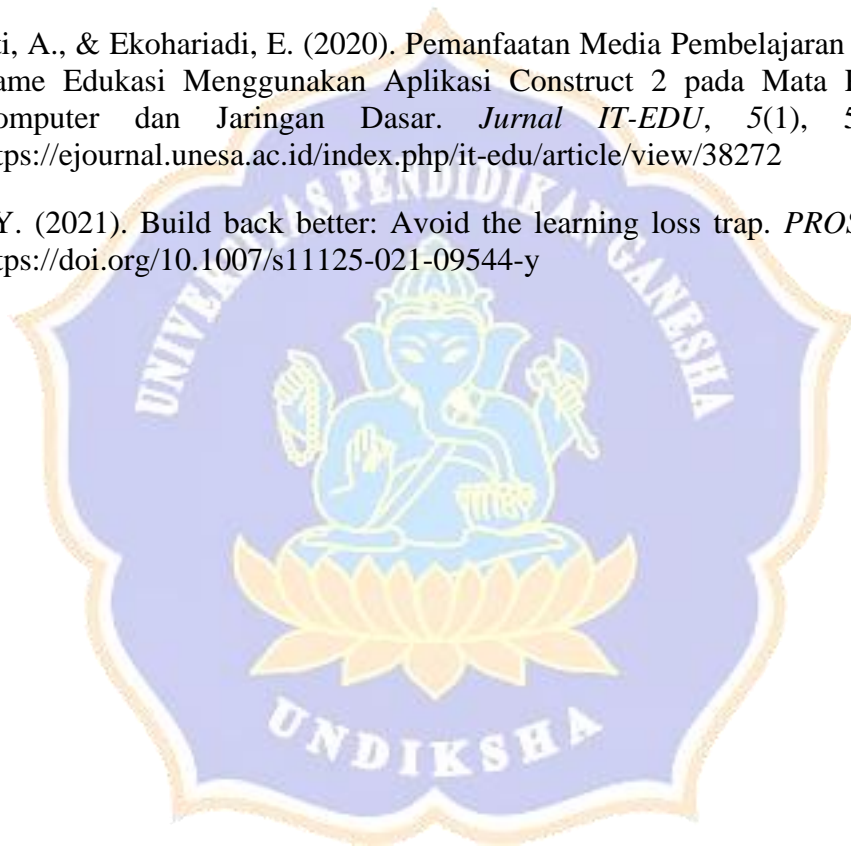 ti, A., & Ekohariadi, E. (2020). Pemanfaatan Media Pembelajaran
ame Edukasi Menggunakan Aplikasi Construct 2 pada Mata
omputer dan Jaringan Dasar. Jurnal IT-EDU, 5(1), 5
tps://ejournal.unesa.ac.id/index.php/it-edu/article/view/38272
Y. (2021). Build back better: Avoid the learning loss trap. PROS
tps://doi.org/10.1007/s11125-021-09544-y
UNIVERSITAS PENDIDIKAN GANESHA
UNDIKSHA